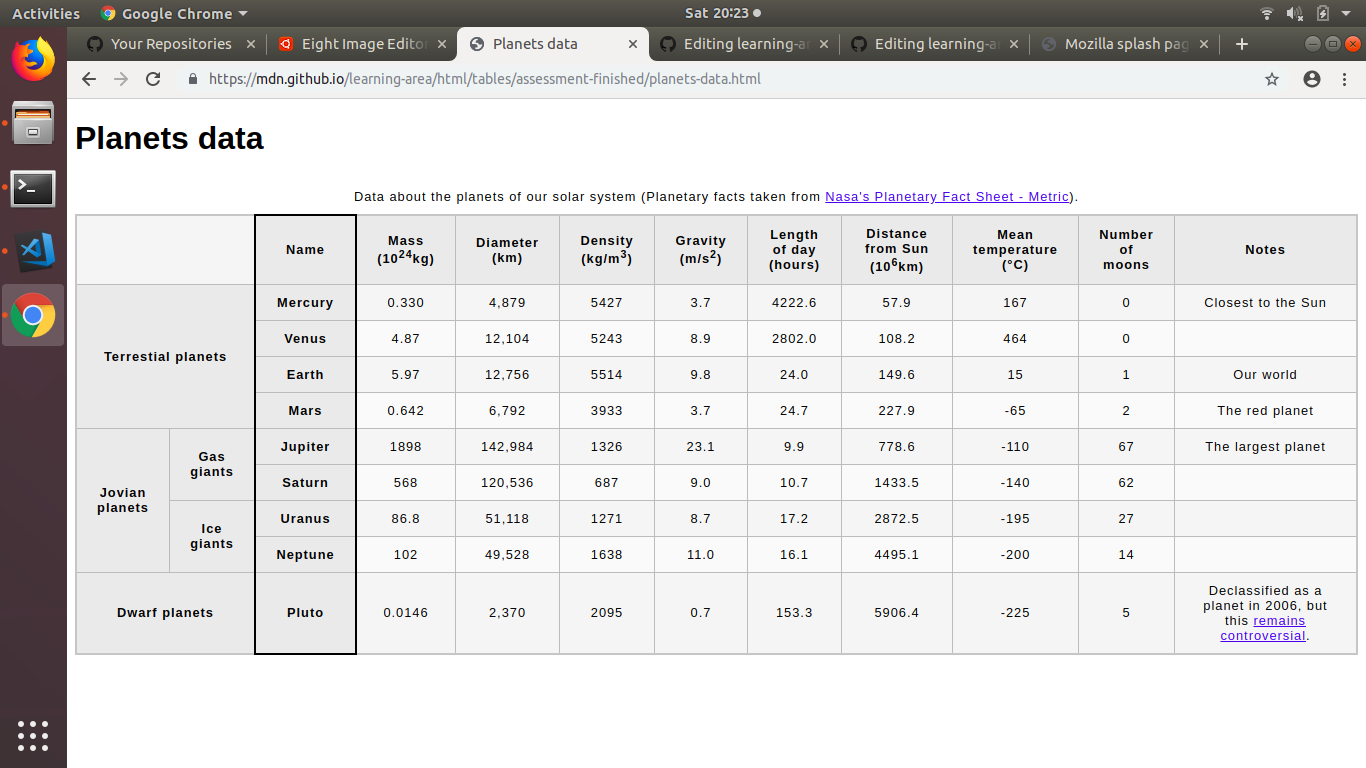 Activities Google Chrome Sat 20:23
Your Repositories Eight Image Editor Planets data Editing learning-a Editing learning-a Mozilla splash pag
https://mdn.github.io/learning-area/html/tables/assessment-finished/planets-data.html
Planets data
Data about the planets of our solar system (Planetary facts taken from Nasa's Planetary Fact Sheet - Metric).
Name
Mass
(10²⁴kg)
Diameter
(km)
Density
(kg/m³)
Gravity
(m/s²)
Length
of day
(hours)
Distance
from Sun
(10⁶km)
Mean
temperature
(°C)
Number
of
moons
Notes
Terrestial planets
Mercury 0.330 4,879 5427 3.7 4222.6 57.9 167 0 Closest to the Sun
Venus 4.87 12,104 5243 8.9 2802.0 108.2 464 0
Earth 5.97 12,756 5514 9.8 24.0 149.6 15 1 Our world
Mars 0.642 6,792 3933 3.7 24.7 227.9 -65 2 The red planet
Jovian
planets
Gas
giants
Jupiter 1898 142,984 1326 23.1 9.9 778.6 -110 67 The largest planet
Saturn 568 120,536 687 9.0 10.7 1433.5 -140 62
Ice
giants
Uranus 86.8 51,118 1271 8.7 17.2 2872.5 -195 27
Neptune 102 49,528 1638 11.0 16.1 4495.1 -200 14
Dwarf planets
Pluto 0.0146 2,370 2095 0.7 153.3 5906.4 -225 5
Declassified as a
planet in 2006, but
this remains
controversial.